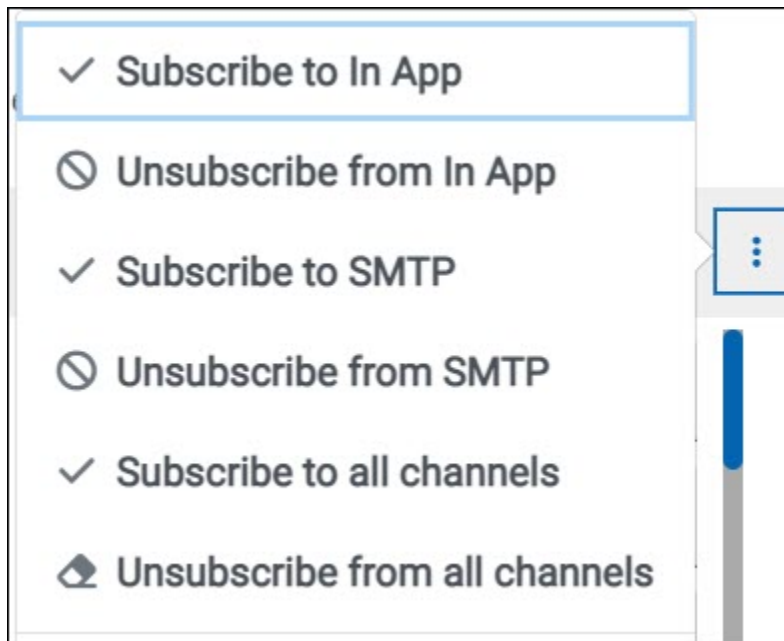 Subscribe to In App
Unsubscribe from In App
Subscribe to SMTP
Unsubscribe from SMTP
Subscribe to all channels
Unsubscribe from all channels